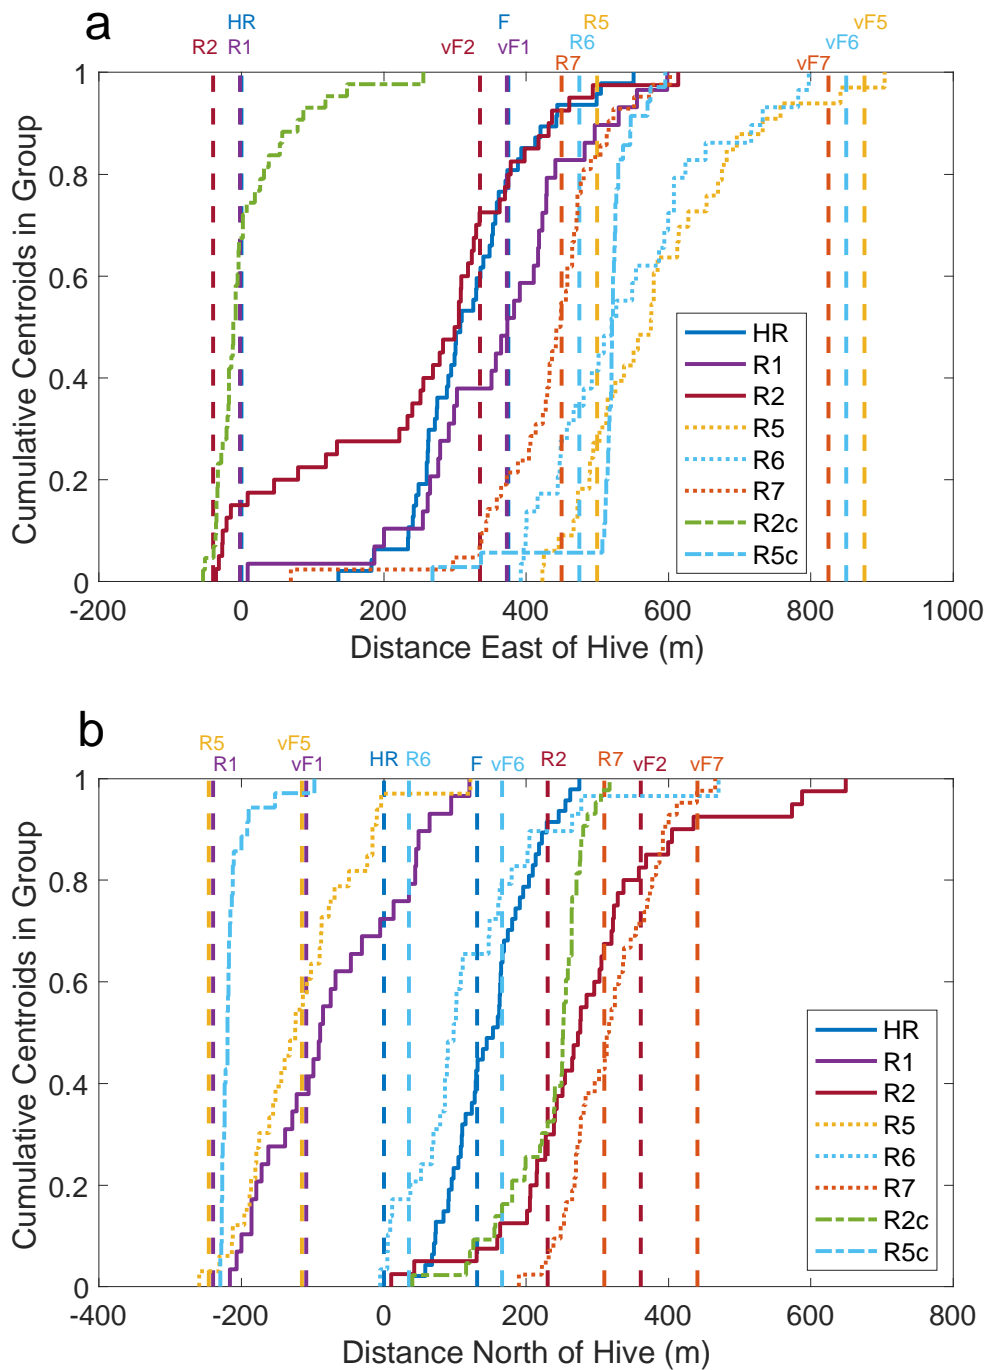 a
HR F vF5
R2 R1 vF2 vF1 R6 R5 vF6
R7 vF7
1
0.8
0.6
0.4
0.2
0
Cumulative Centroids in Group
HR
R1
R2
R5
R6
R7
R2c
R5c
-200 0 200 400 600 800 1000
Distance East of Hive (m)
b
R5 vF5 HR R6 F vF6 R2 R7 vF2 vF7
R1 vF1
1
0.8
0.6
0.4
0.2
0
Cumulative Centroids in Group
HR
R1
R2
R5
R6
R7
R2c
R5c
-400 -200 0 200 400 600 800
Distance North of Hive (m)